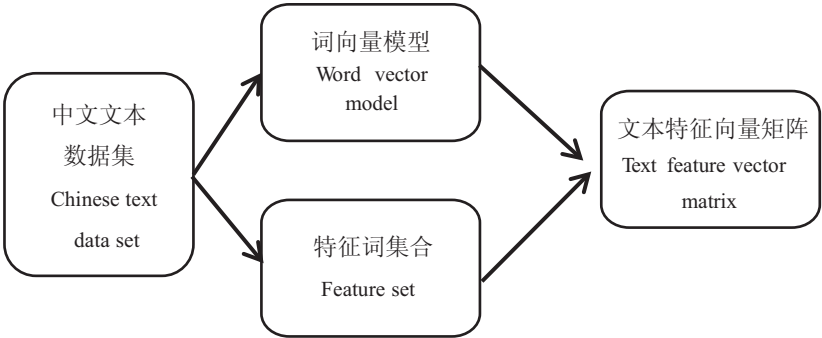 中文文本
数据集
Chinese text
data set
词向量模型
Word vector
model
特征词集合
Feature set
文本特征向量矩阵
Text feature vector
matrix